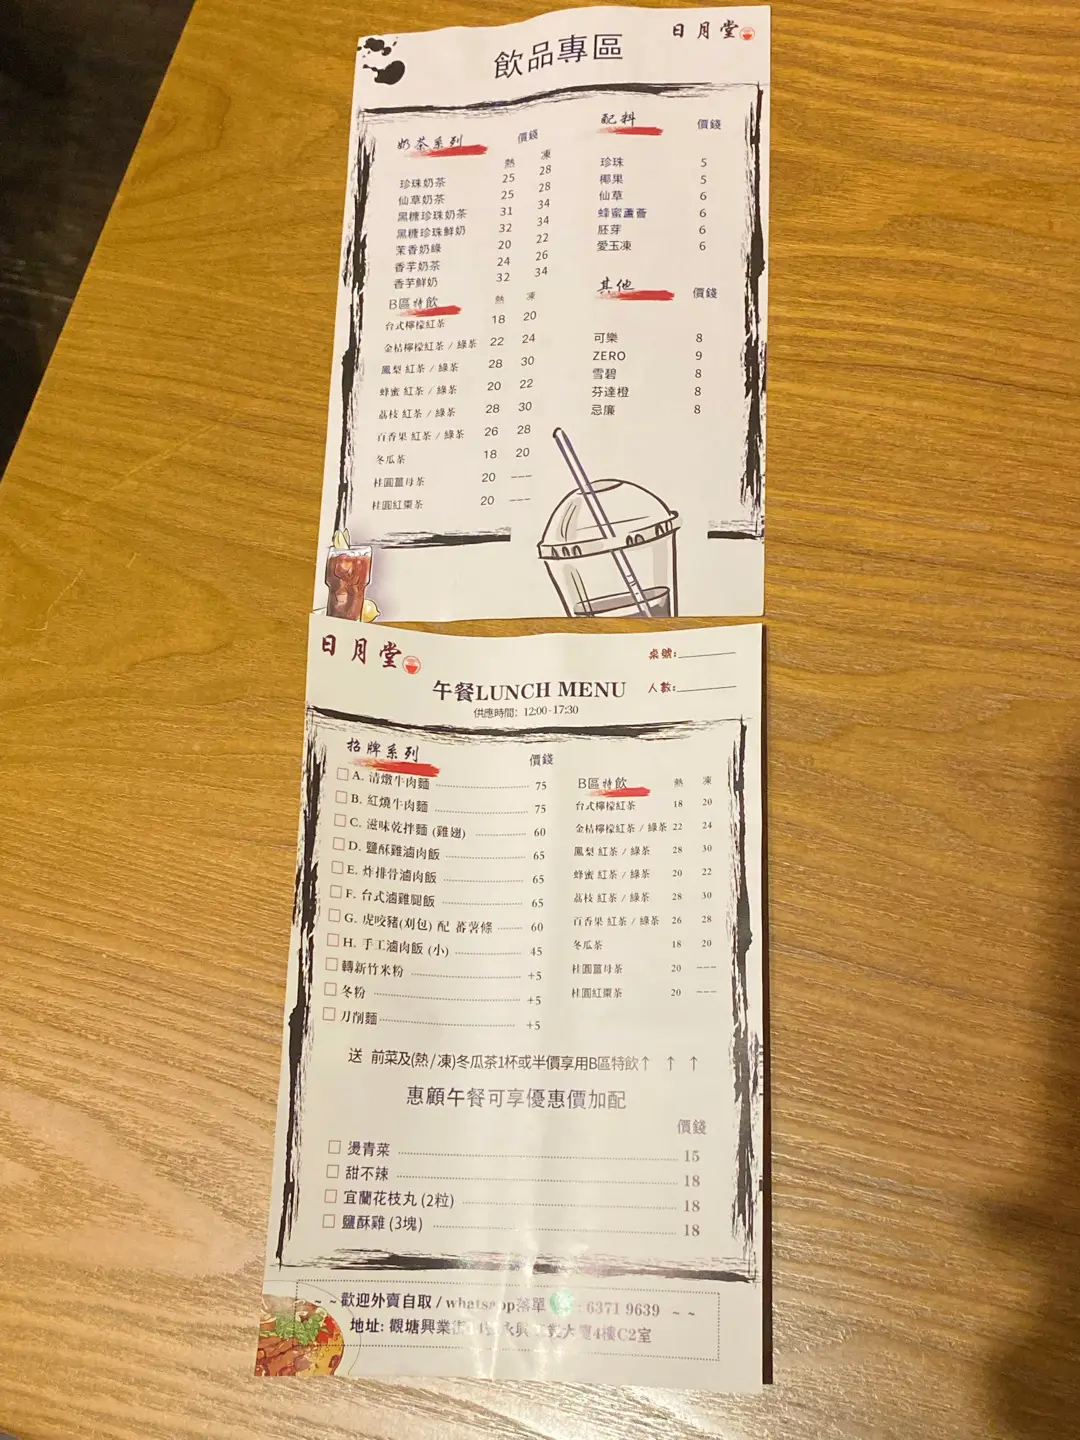 日月堂
飲品專區
奶茶系列 價錢
熱 凍
珍珠奶茶 25 28
仙草奶茶 25 28
黑糖珍珠奶茶 31 34
黑糖珍珠鮮奶 32 34
茉香奶綠 20 22
香芋奶茶 24 26
香芋鮮奶 32 34
B區特飲 熱 凍
台式檸檬紅茶 18 20
金桔檸檬紅茶 / 綠茶 22 24
鳳梨 紅茶 / 綠茶 28 30
蜂蜜 紅茶 / 綠茶 20 22
荔枝 紅茶 / 綠茶 28 30
百香果 紅茶 / 綠茶 26 28
冬瓜茶 18 20
桂圓薑母茶 20 ---
桂圓紅棗茶 20 ---
配料 價錢
珍珠 5
椰果 5
仙草 6
蜂蜜蘆薈 6
胚芽 6
愛玉凍 6
其他 價錢
可樂 8
ZERO 9
雪碧 8
芬達橙 8
忌廉 8
日月堂
桌號:
人數:
午餐LUNCH MENU
供應時間: 12:00-17:30
招牌系列 價錢
A. 清燉牛肉麵 75
B. 紅燒牛肉麵 75
C. 滋味乾拌麵 (雞翅) 60
D. 鹽酥雞滷肉飯 65
E. 炸排骨滷肉飯 65
F. 台式滷雞腿飯 65
G. 虎咬豬(刈包) 配 蕃薯條 60
H. 手工滷肉飯 (小) 45
轉新竹米粉 +5
冬粉 +5
刀削麵 +5
B區特飲 熱 凍
台式檸檬紅茶 18 20
金桔檸檬紅茶 / 綠茶 22 24
鳳梨 紅茶 / 綠茶 28 30
蜂蜜 紅茶 / 綠茶 20 22
荔枝 紅茶 / 綠茶 28 30
百香果 紅茶 / 綠茶 26 28
冬瓜茶 18 20
桂圓薑母茶 20 ---
桂圓紅棗茶 20 ---
送 前菜及(熱/凍)冬瓜茶1杯或半價享用B區特飲↑ ↑ ↑
惠顧午餐可享優惠價加配
價錢
燙青菜 15
甜不辣 18
宜蘭花枝丸 (2粒) 18
鹽酥雞 (3塊) 18
~ ~ 歡迎外賣自取 / whatsapp落單 : 6371 9639 ~ ~
地址: 觀塘興業街14號永興工業大廈4樓C2室